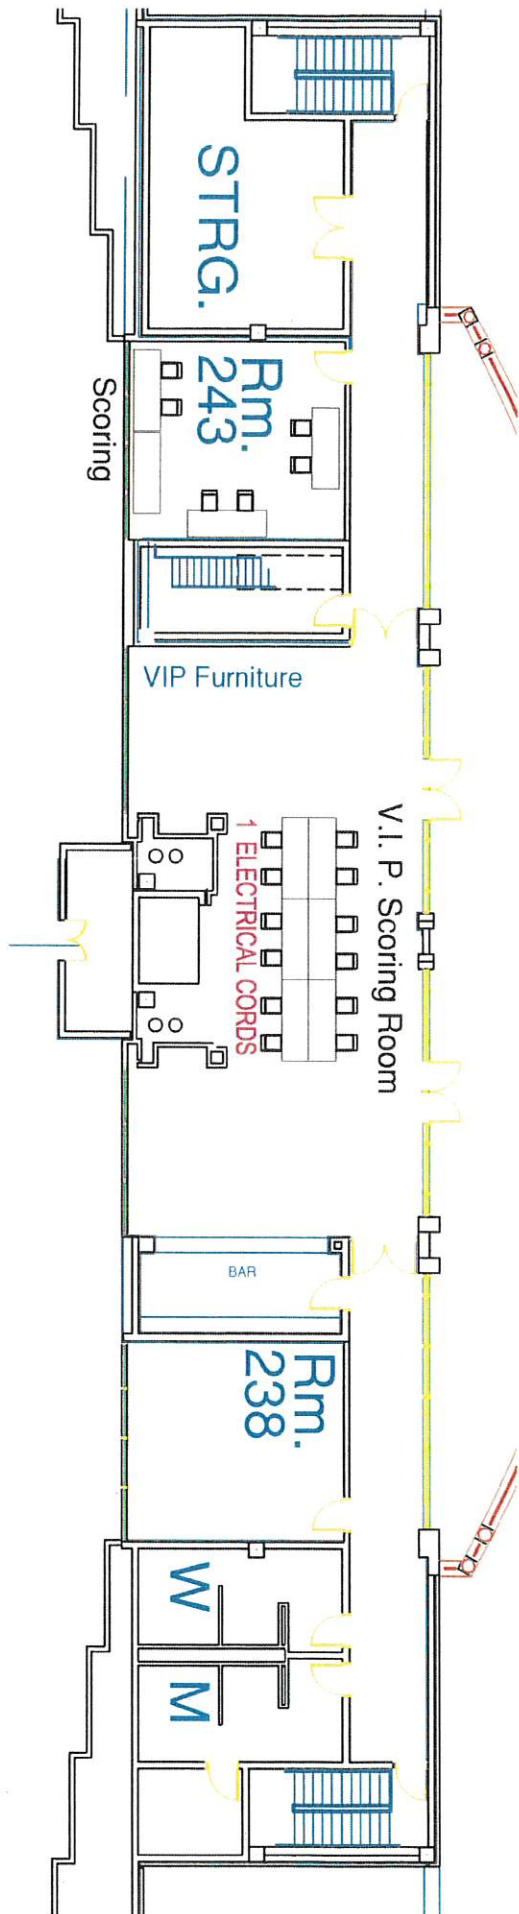 STRG.
Rm.
243
Scoring
VIP Furniture
V.I. P. Scoring Room
1 ELECTRICAL CORDS
BAR
Rm.
238
W
M